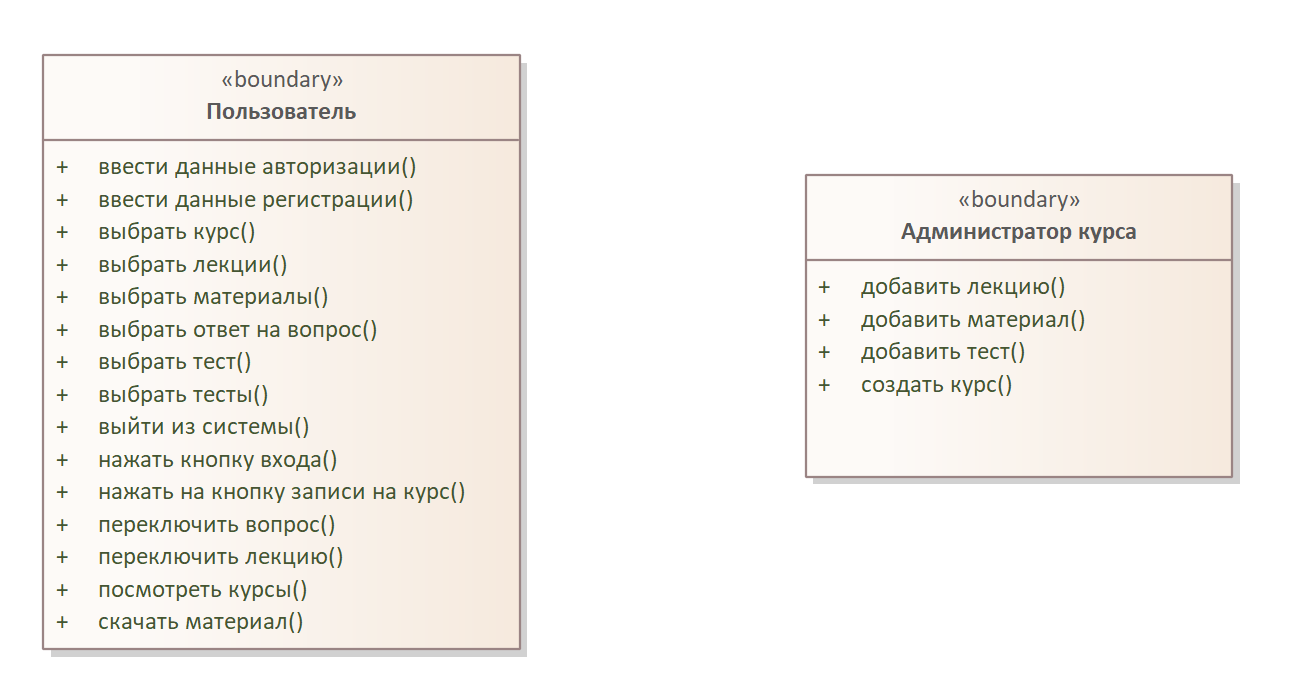 «boundary»
Пользователь
+ ввести данные авторизации()
+ ввести данные регистрации()
+ выбрать курс()
+ выбрать лекции()
+ выбрать материалы()
+ выбрать ответ на вопрос()
+ выбрать тест()
+ выбрать тесты()
+ выйти из системы()
+ нажать кнопку входа()
+ нажать на кнопку записи на курс()
+ переключить вопрос()
+ переключить лекцию()
+ посмотреть курсы()
+ скачать материал()
«boundary»
Администратор курса
+ добавить лекцию()
+ добавить материал()
+ добавить тест()
+ создать курс()